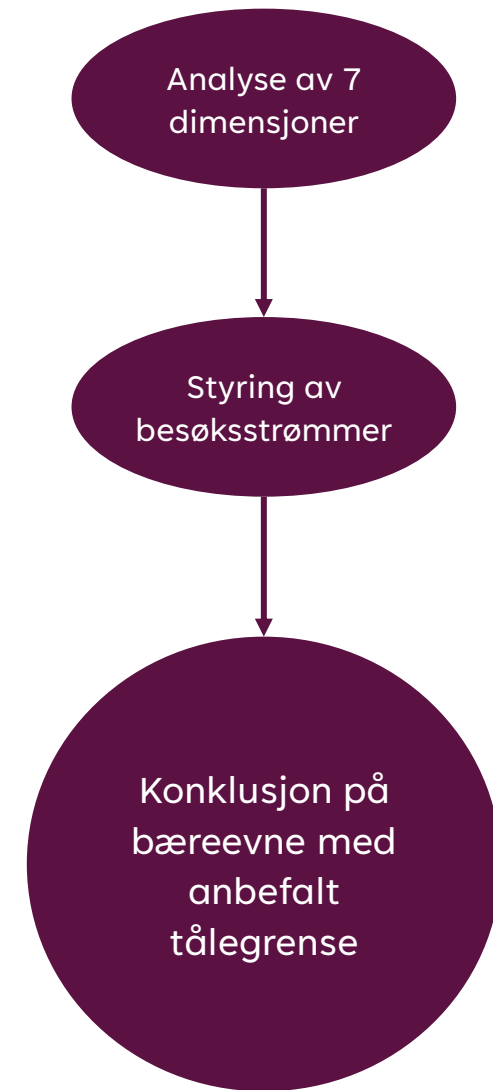 Analyse av 7
dimensjoner
Styring av
besøksstrømmer
Konklusjon på
bæreevne med
anbefalt
tålegrense